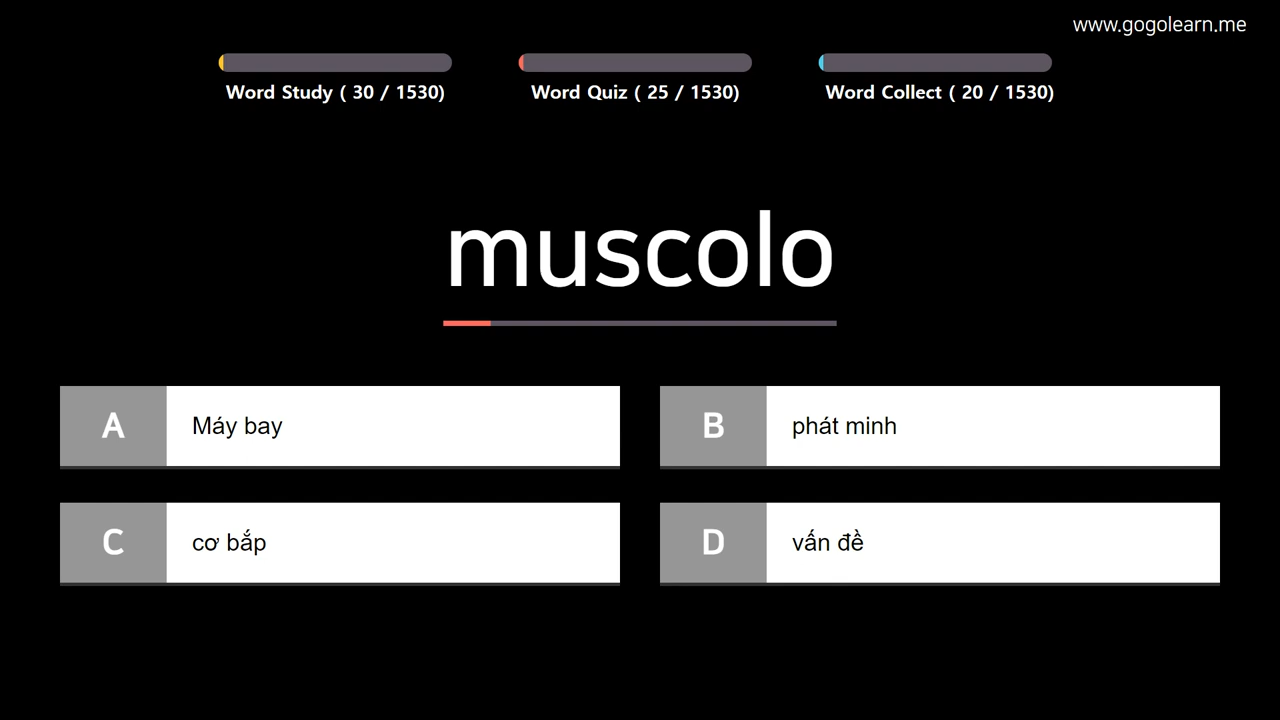 www.gogolearn.me
Word Study ( 30 / 1530)
Word Quiz ( 25 / 1530)
Word Collect ( 20 / 1530)
muscolo
A Máy bay
B phát minh
C cơ bắp
D vấn đề